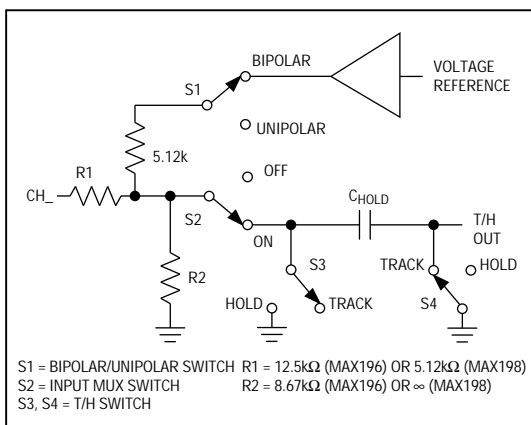 BIPOLAR
VOLTAGE
REFERENCE
S1
UNIPOLAR
5.12k
OFF
R1
CH_
S2
CHOLD
T/H
OUT
ON
S3
TRACK
HOLD
R2
HOLD
TRACK
S4
S1 = BIPOLAR/UNIPOLAR SWITCH R1 = 12.5kΩ (MAX196) OR 5.12kΩ (MAX198)
S2 = INPUT MUX SWITCH R2 = 8.67kΩ (MAX196) OR ∞ (MAX198)
S3, S4 = T/H SWITCH